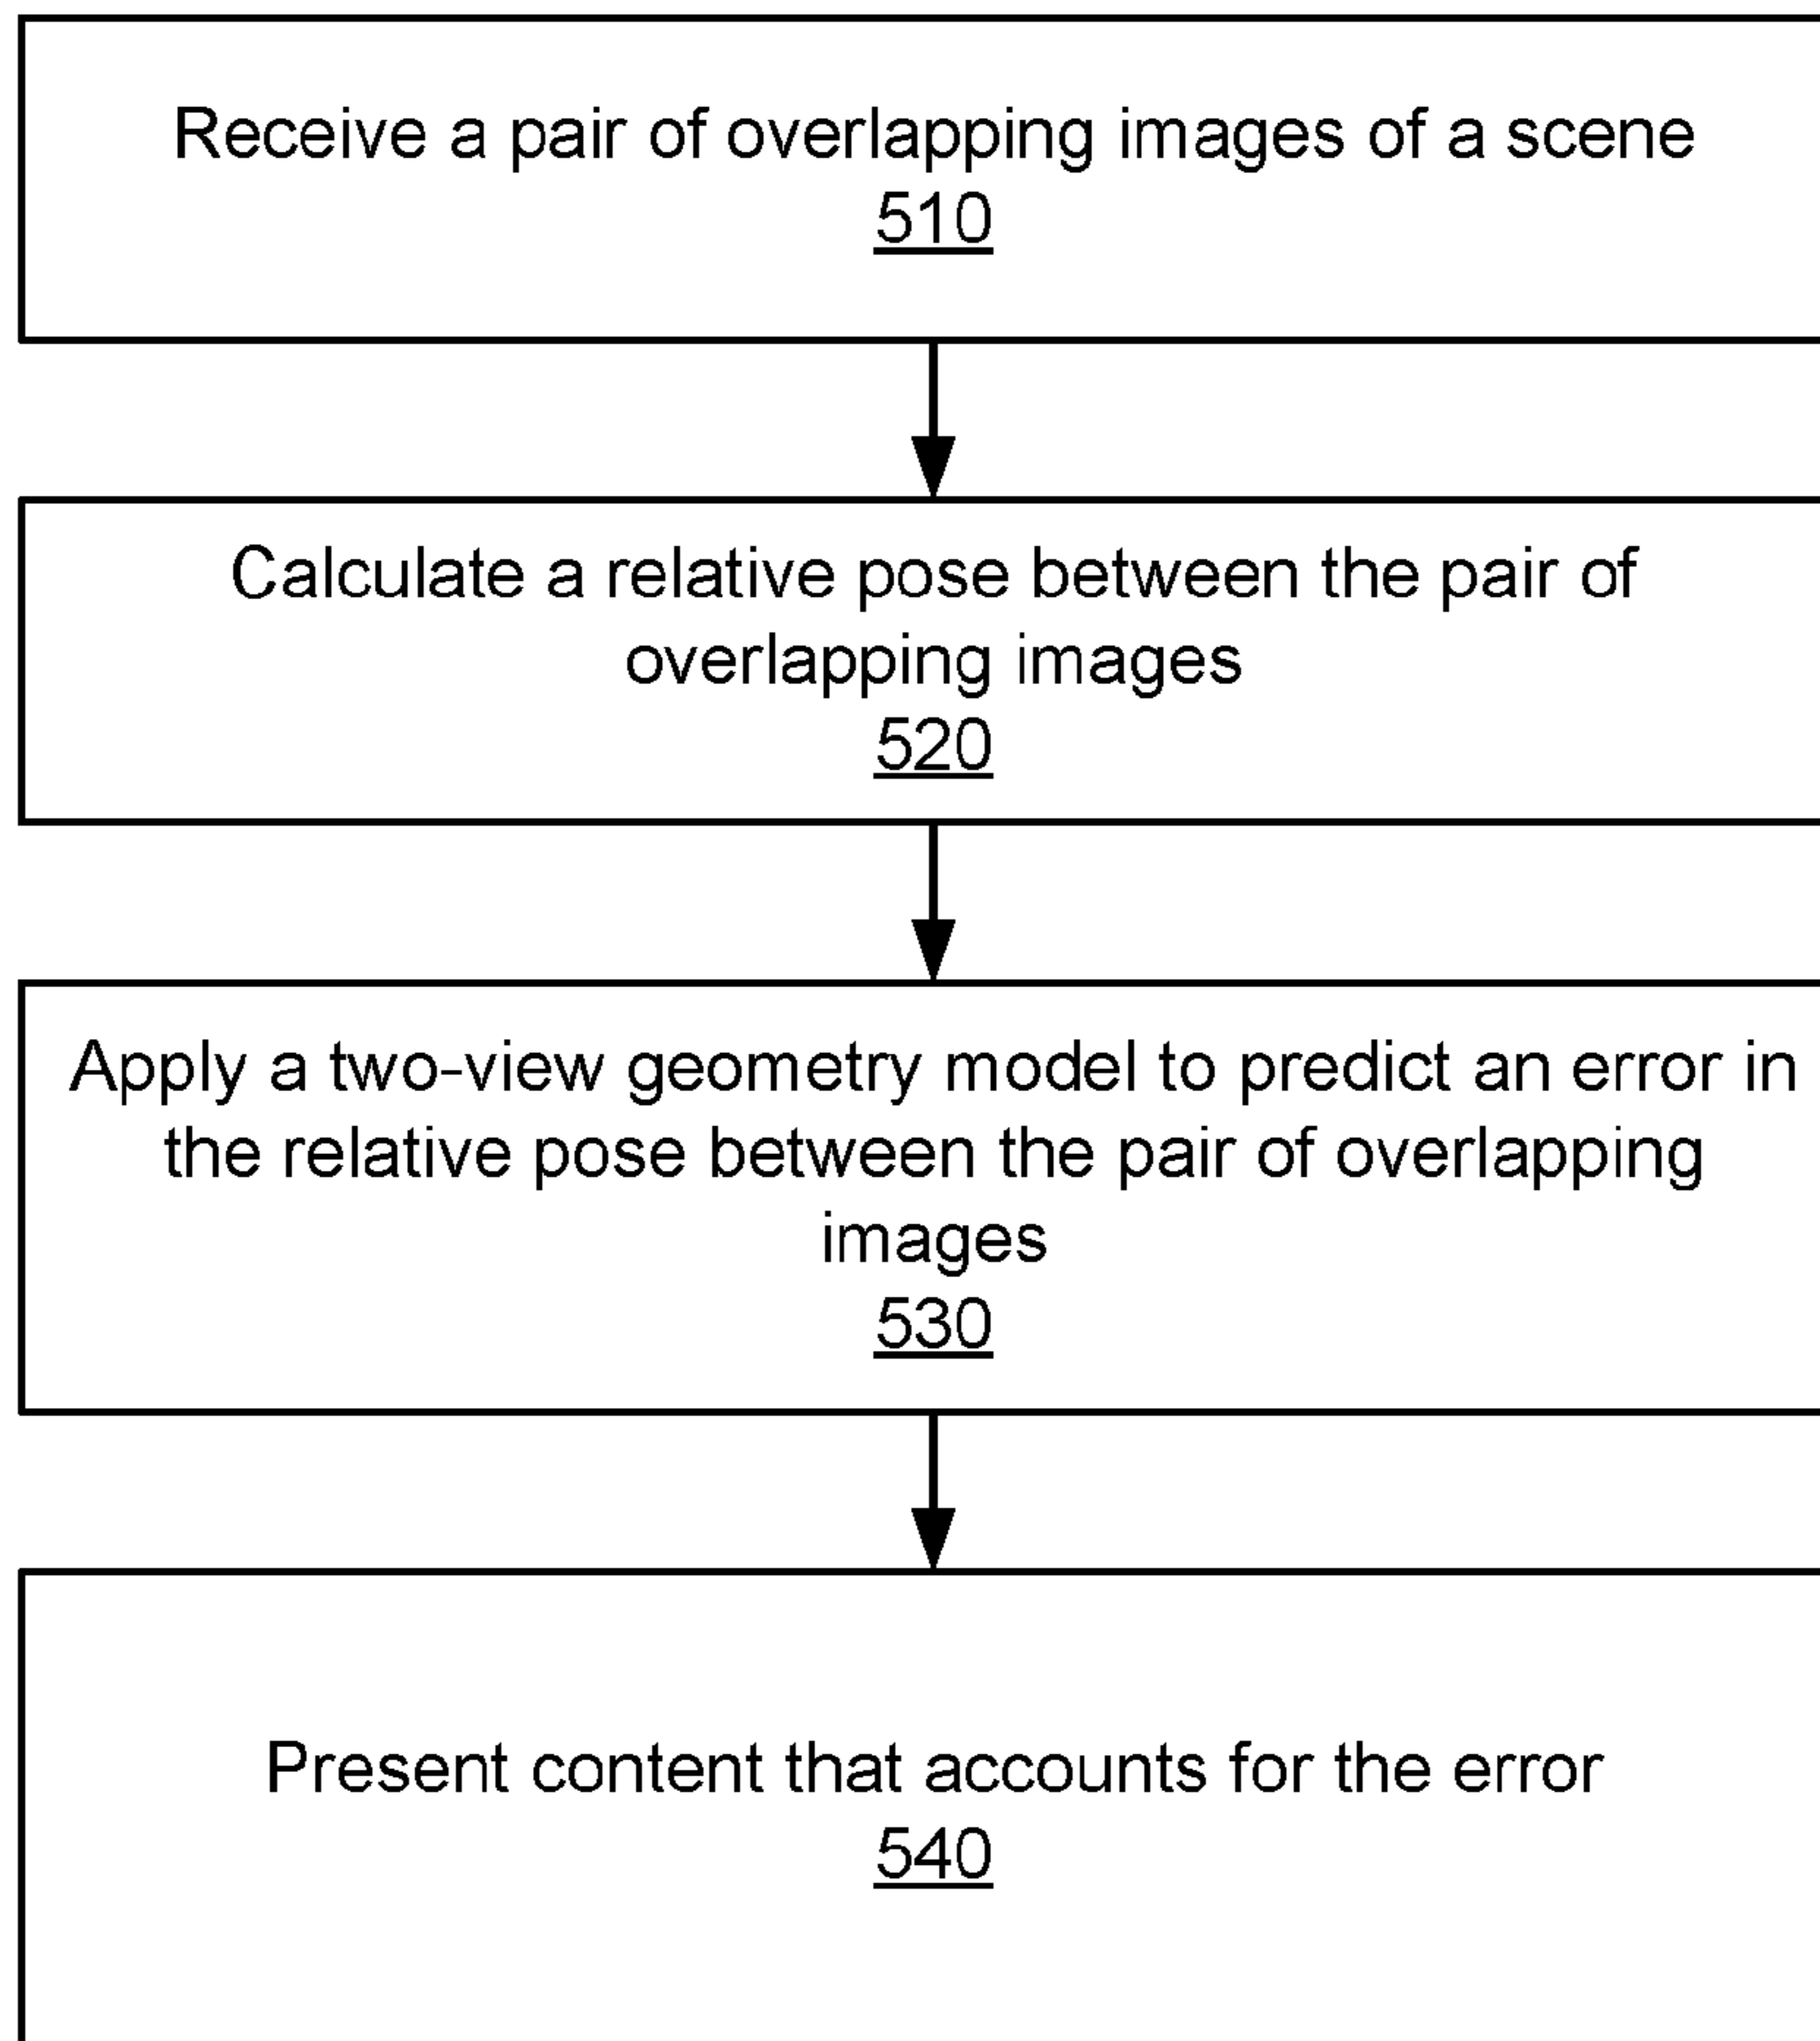 Receive a pair of overlapping images of a scene
510
Calculate a relative pose between the pair of
overlapping images
520
Apply a two-view geometry model to predict an error in
the relative pose between the pair of overlapping
images
530
Present content that accounts for the error
540